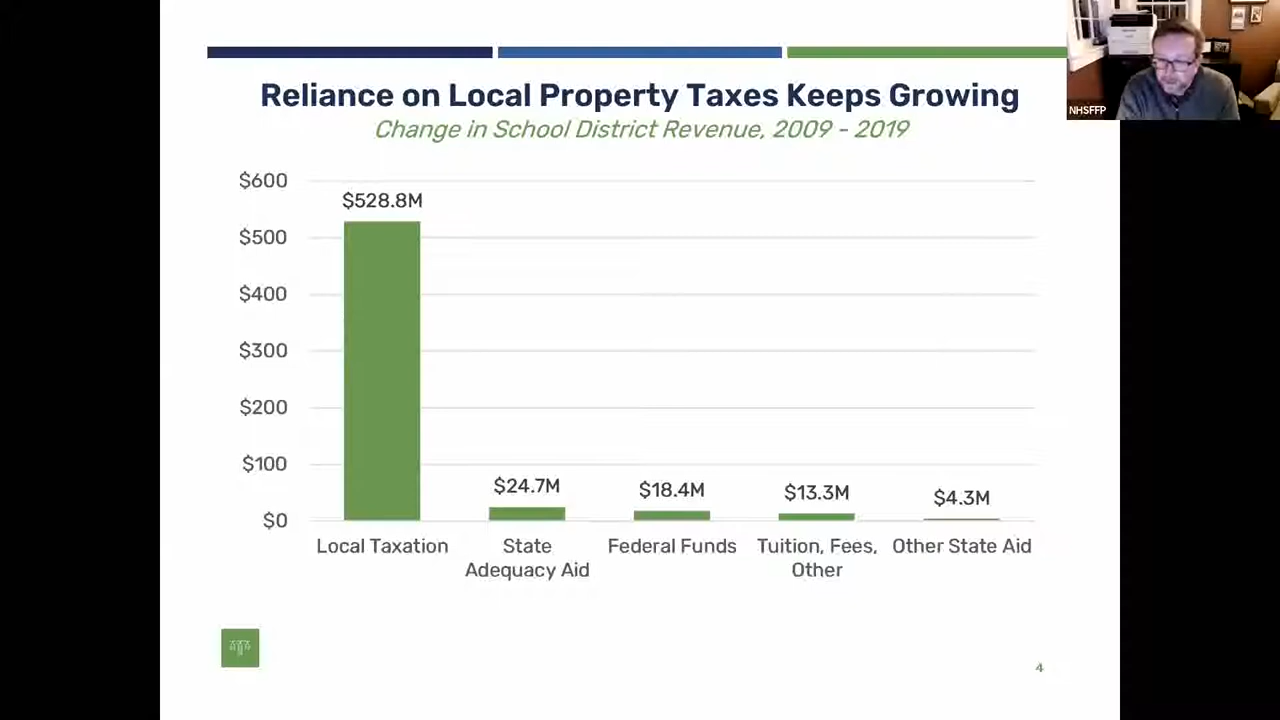 Reliance on Local Property Taxes Keeps Growing
Change in School District Revenue, 2009 - 2019
NHSFFP
$600
$500
$400
$300
$200
$100
$0
$528.8M
$24.7M
$18.4M
$13.3M
$4.3M
Local Taxation
State
Adequacy Aid
Federal Funds
Tuition, Fees,
Other
Other State Aid
4